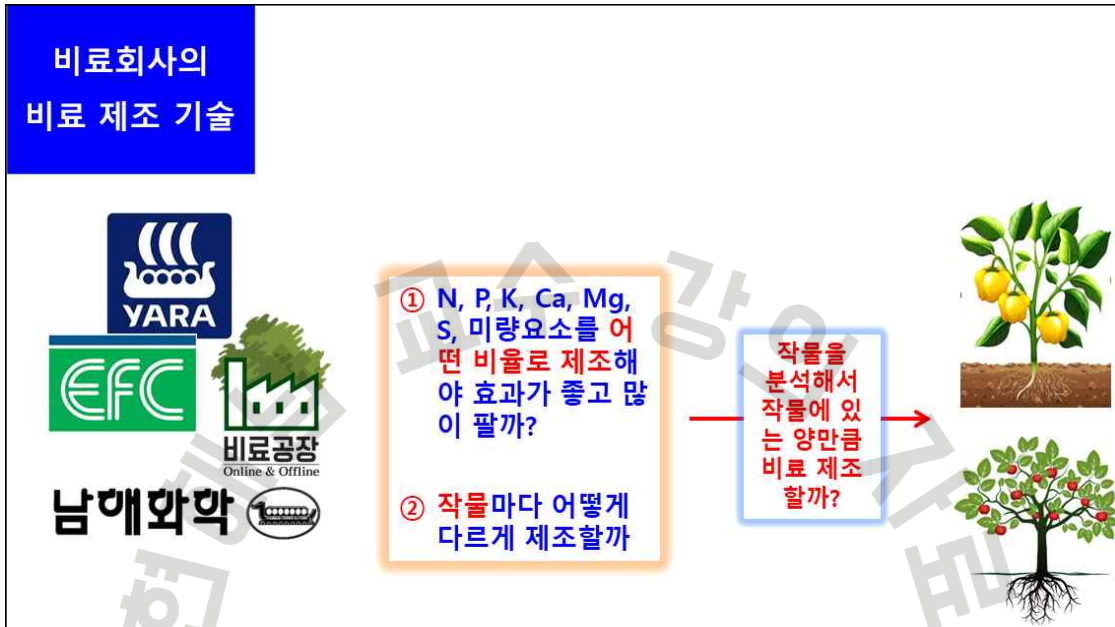 비료회사의
비료 제조 기술
YARA
EFC
비료공장
Online & Offline
남해화학
① N, P, K, Ca, Mg,
S, 미량요소를 어
떤 비율로 제조해
야 효과가 좋고 많
이 팔까?
② 작물마다 어떻게
다르게 제조할까
작물을
분석해서
작물에 있
는 양만큼
비료 제조
할까?